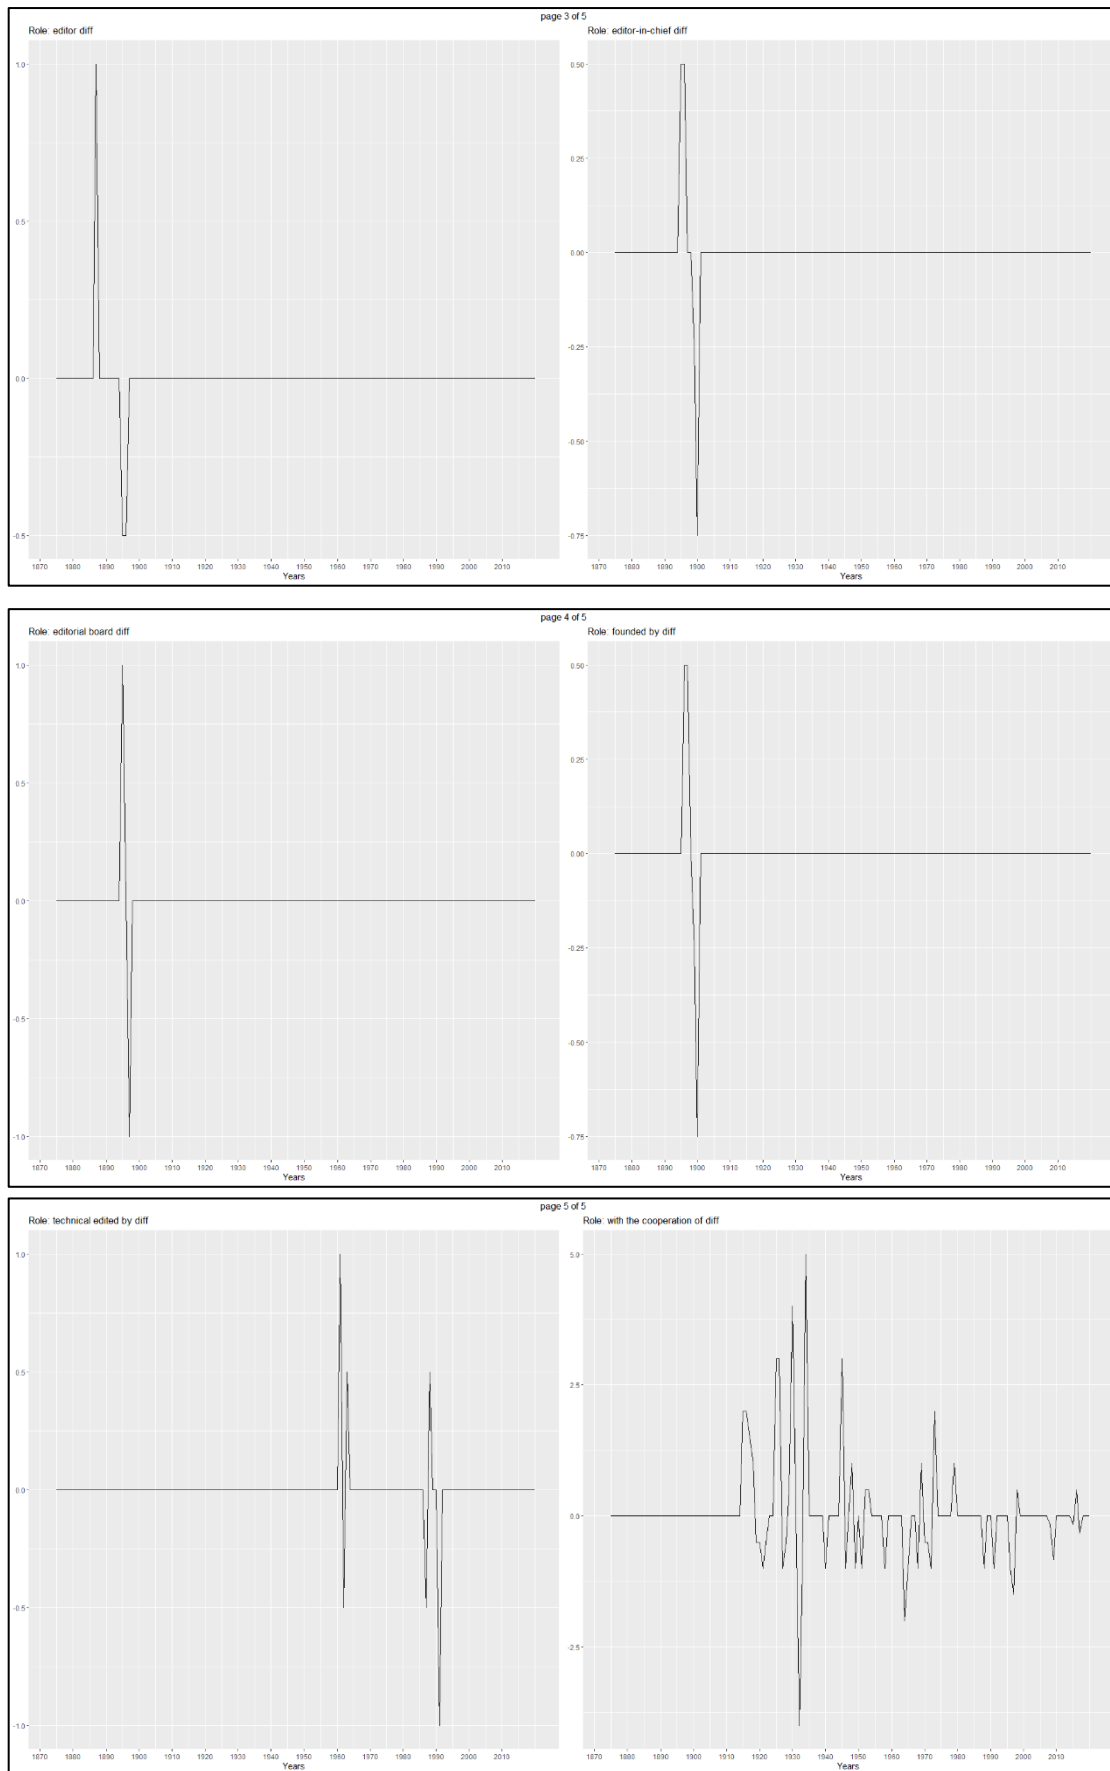 page 3 of 5
Role: editor diff
1.0
0.5
0.0
-0.5
1870 1880 1890 1900 1910 1920 1930 1940 1950 1960 1970 1980 1990 2000 2010
Years
Role: editor-in-chief diff
0.50
0.25
0.00
-0.25
-0.50
-0.75
1870 1880 1890 1900 1910 1920 1930 1940 1950 1960 1970 1980 1990 2000 2010
Years
page 4 of 5
Role: editorial board diff
1.0
0.5
0.0
-0.5
-1.0
1870 1880 1890 1900 1910 1920 1930 1940 1950 1960 1970 1980 1990 2000 2010
Years
Role: founded by diff
0.50
0.25
0.00
-0.25
-0.50
-0.75
1870 1880 1890 1900 1910 1920 1930 1940 1950 1960 1970 1980 1990 2000 2010
Years
page 5 of 5
Role: technical edited by diff
1.0
0.5
0.0
-0.5
-1.0
1870 1880 1890 1900 1910 1920 1930 1940 1950 1960 1970 1980 1990 2000 2010
Years
Role: with the cooperation of diff
5.0
2.5
0.0
-2.5
1870 1880 1890 1900 1910 1920 1930 1940 1950 1960 1970 1980 1990 2000 2010
Years